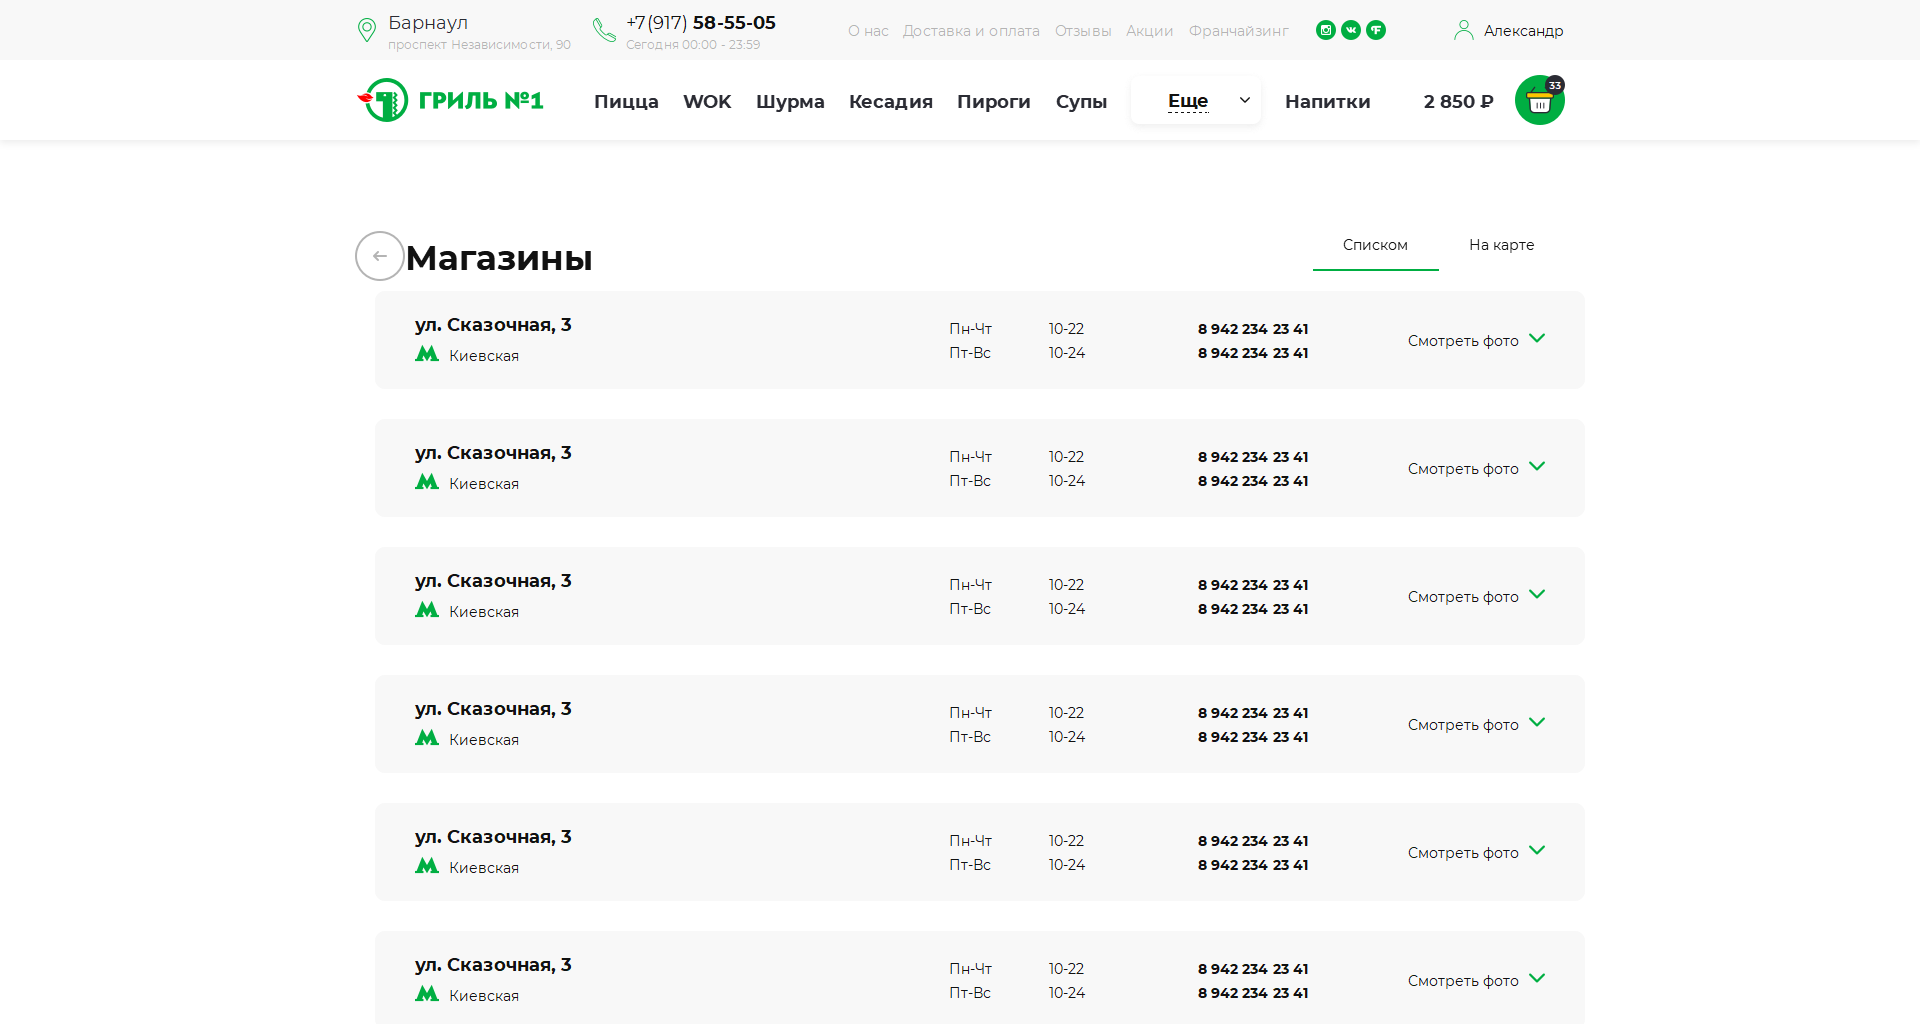 Барнаул
проспект Независимости, 90
+7(917) 58-55-05
Сегодня 00:00 - 23:59
О нас Доставка и оплата Отзывы Акции Франчайзинг
Александр
ГРИЛЬ №1
Пицца WOK Шурма Кесадия Пироги Супы Еще Напитки
2 850 ₽
33
Магазины
Списком На карте
ул. Сказочная, 3
Киевская
Пн-Чт 10-22
Пт-Вс 10-24
8 942 234 23 41
8 942 234 23 41
Смотреть фото
ул. Сказочная, 3
Киевская
Пн-Чт 10-22
Пт-Вс 10-24
8 942 234 23 41
8 942 234 23 41
Смотреть фото
ул. Сказочная, 3
Киевская
Пн-Чт 10-22
Пт-Вс 10-24
8 942 234 23 41
8 942 234 23 41
Смотреть фото
ул. Сказочная, 3
Киевская
Пн-Чт 10-22
Пт-Вс 10-24
8 942 234 23 41
8 942 234 23 41
Смотреть фото
ул. Сказочная, 3
Киевская
Пн-Чт 10-22
Пт-Вс 10-24
8 942 234 23 41
8 942 234 23 41
Смотреть фото
ул. Сказочная, 3
Киевская
Пн-Чт 10-22
Пт-Вс 10-24
8 942 234 23 41
8 942 234 23 41
Смотреть фото